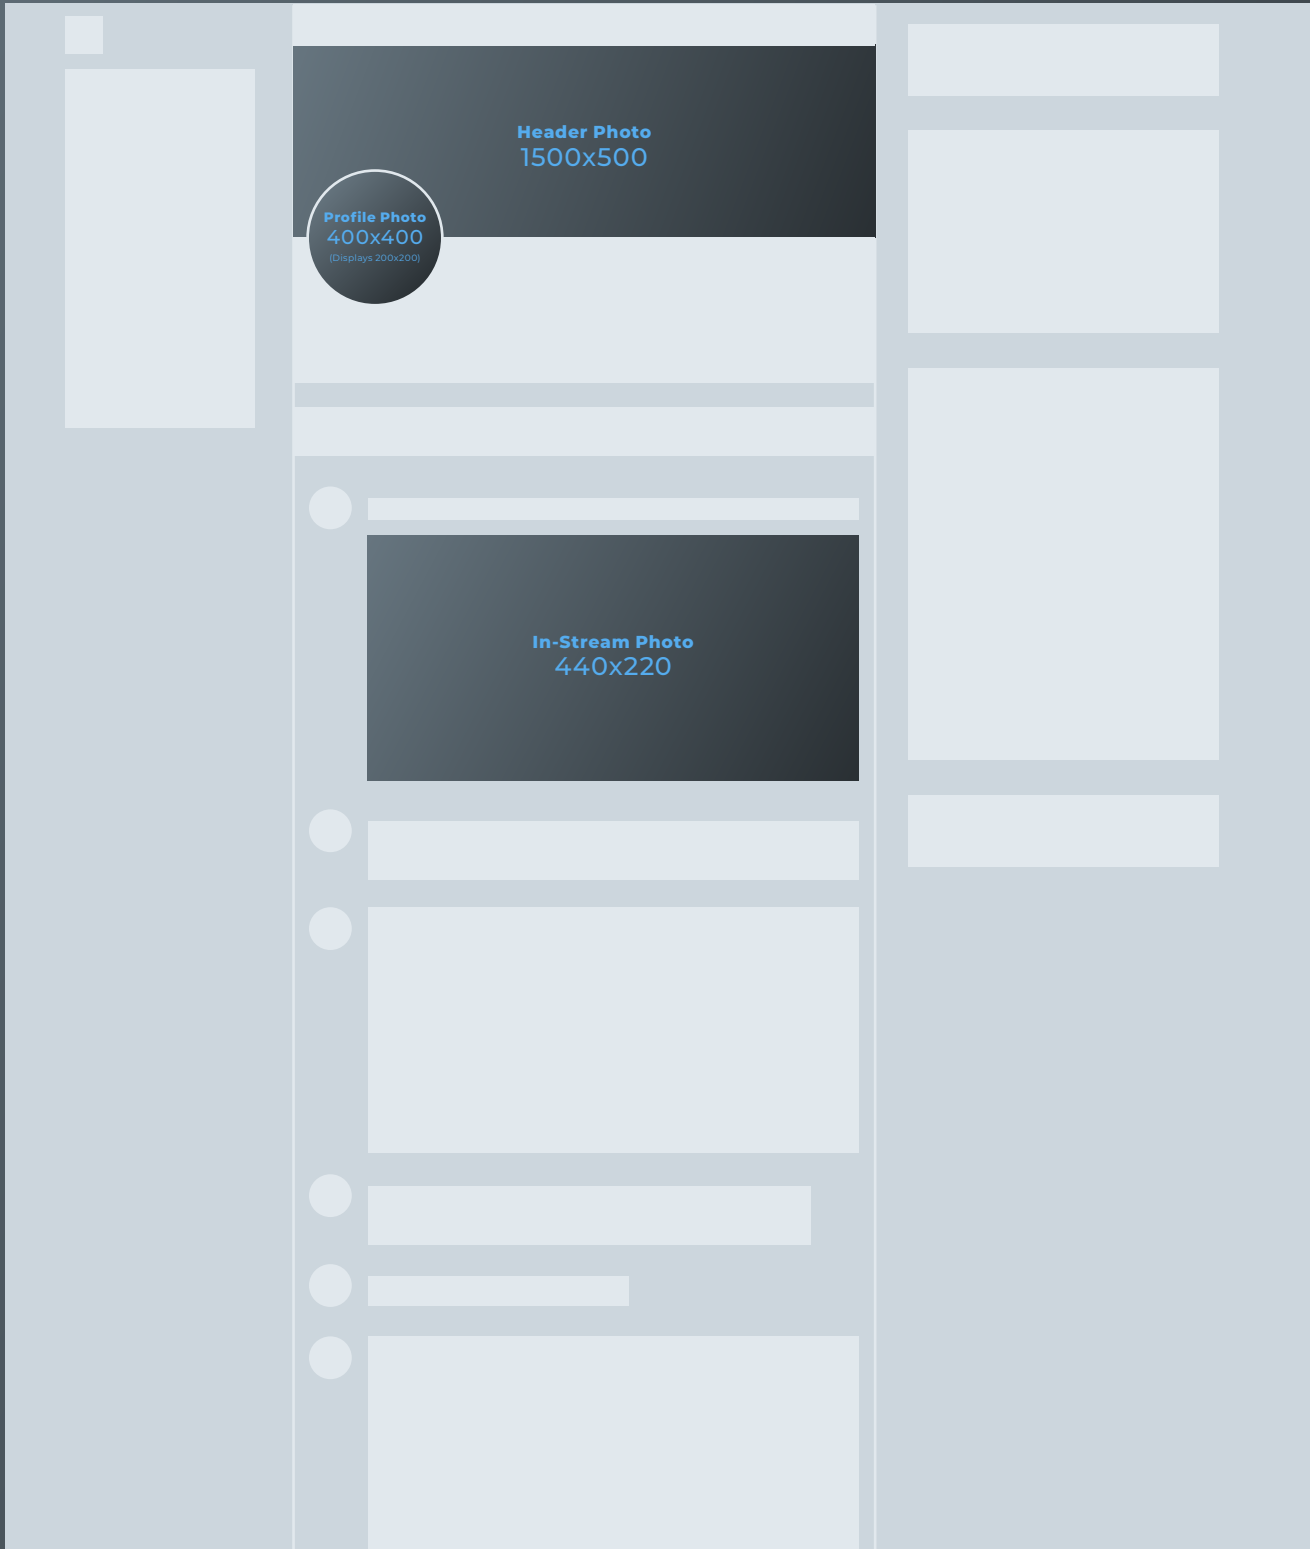 Header Photo
1500x500
Profile Photo
400x400
(Displays 200x200)
In-Stream Photo
440x220